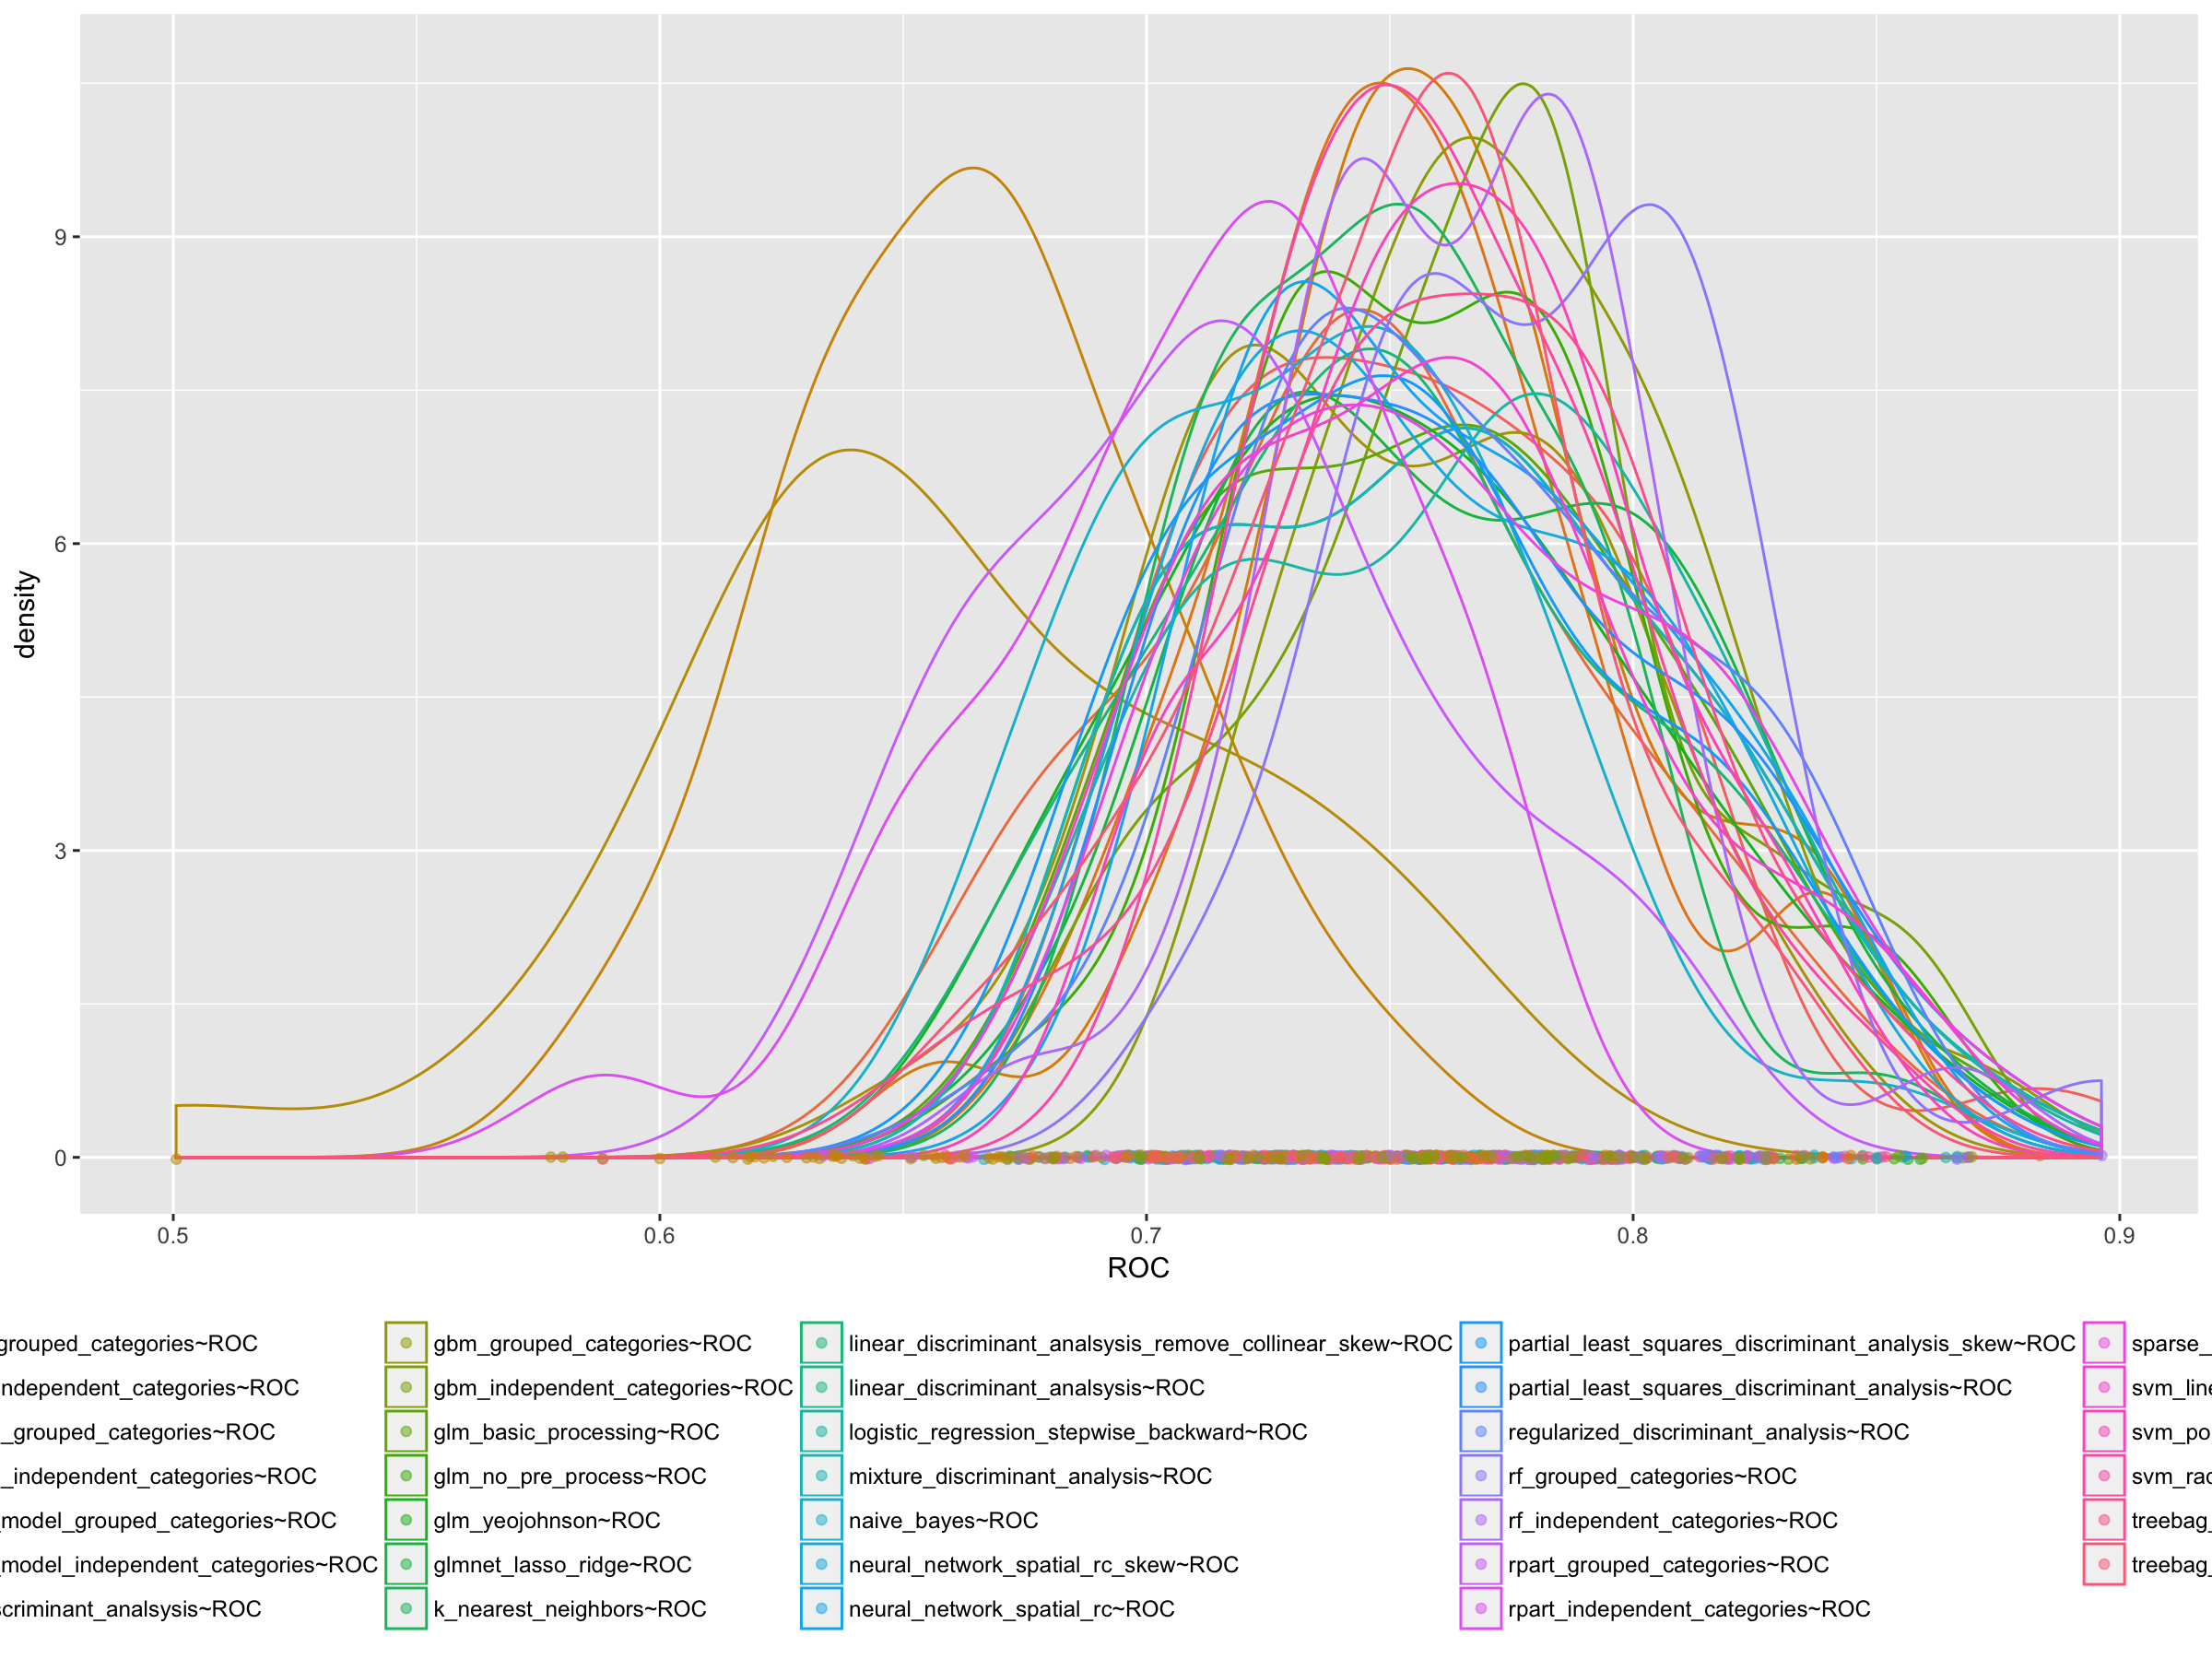 9
6
3
0
density
0.5 0.6 0.7 0.8 0.9
ROC
grouped_categories~ROC
independent_categories~ROC
_grouped_categories~ROC
_independent_categories~ROC
model_grouped_categories~ROC
model_independent_categories~ROC
criminant_analsysis~ROC
gbm_grouped_categories~ROC
gbm_independent_categories~ROC
glm_basic_processing~ROC
glm_no_pre_process~ROC
glm_yeojohnson~ROC
glmnet_lasso_ridge~ROC
k_nearest_neighbors~ROC
linear_discriminant_analsysis_remove_collinear_skew~ROC
linear_discriminant_analsysis~ROC
logistic_regression_stepwise_backward~ROC
mixture_discriminant_analysis~ROC
naive_bayes~ROC
neural_network_spatial_rc_skew~ROC
neural_network_spatial_rc~ROC
partial_least_squares_discriminant_analysis_skew~ROC
partial_least_squares_discriminant_analysis~ROC
regularized_discriminant_analysis~ROC
rf_grouped_categories~ROC
rf_independent_categories~ROC
rpart_grouped_categories~ROC
rpart_independent_categories~ROC
sparse_
svm_line
svm_po
svm_rad
treebag_
treebag_